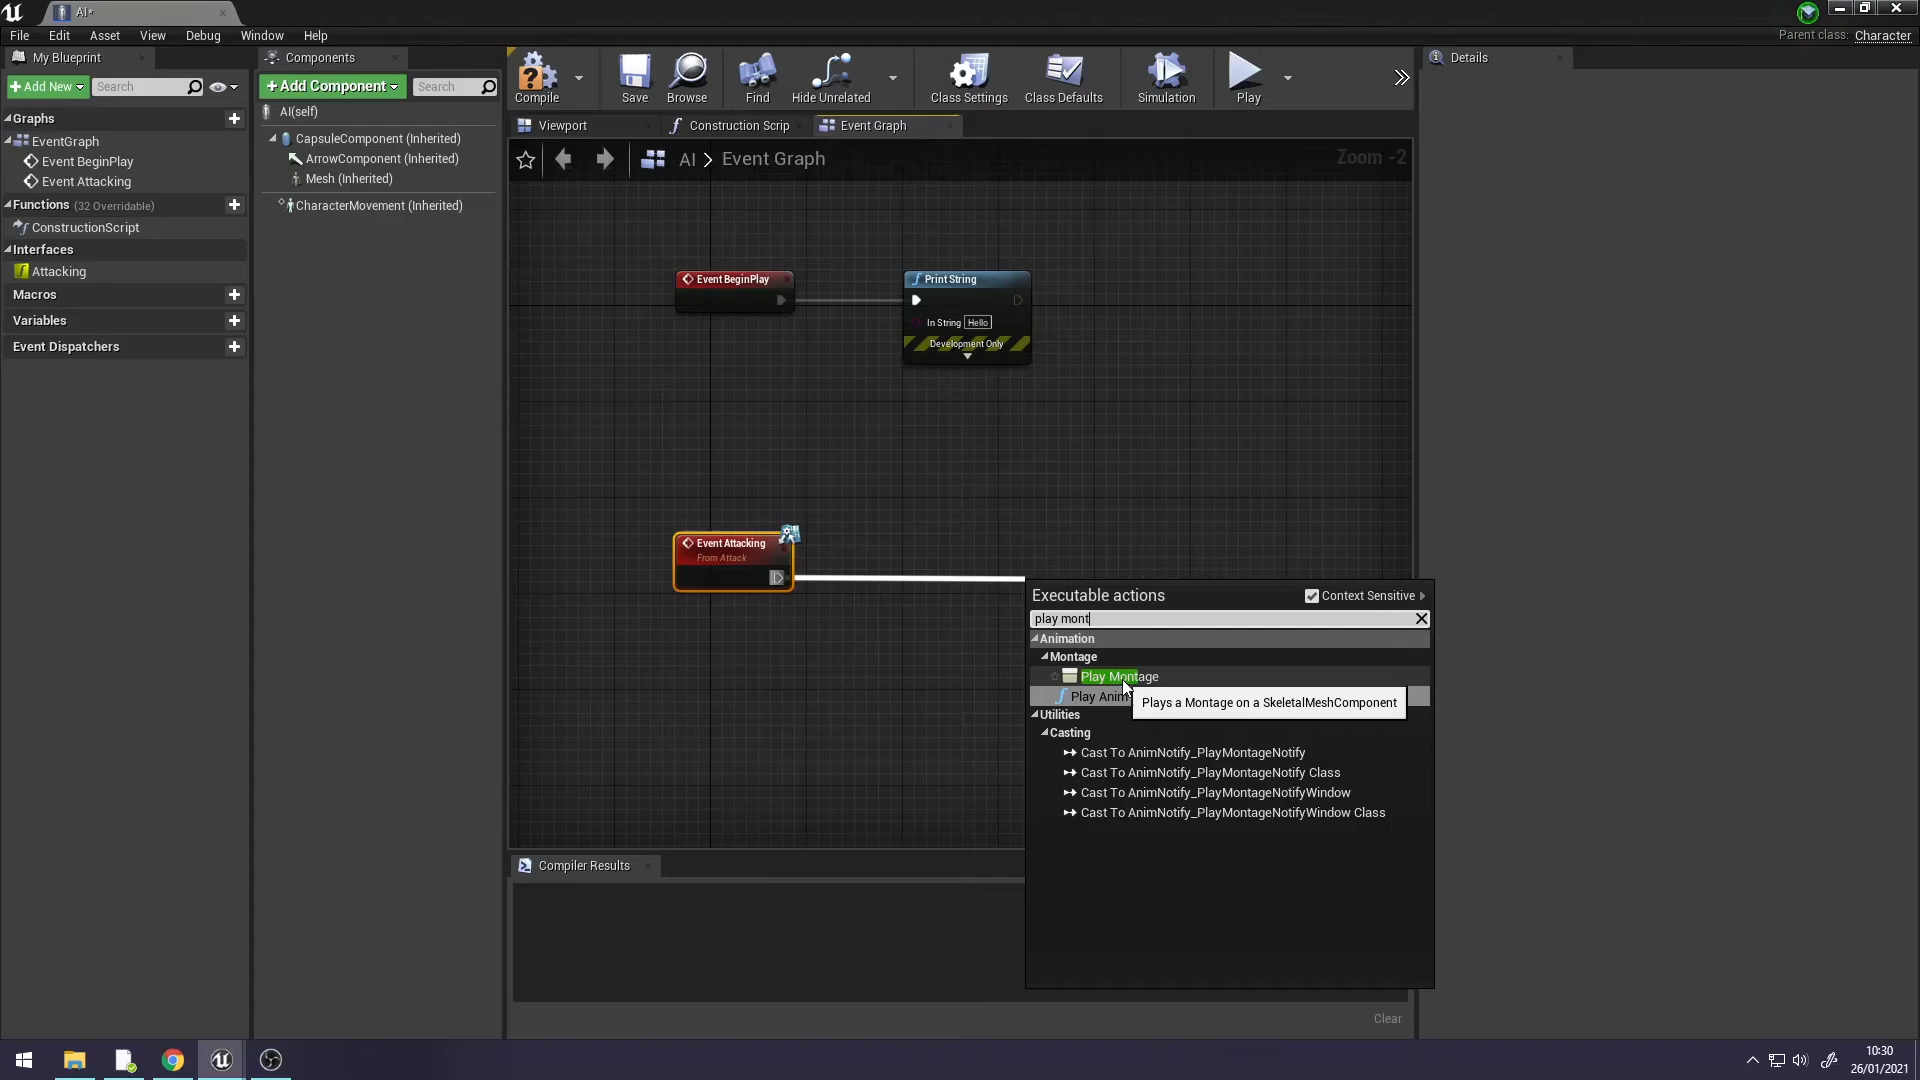 AI*
File Edit Asset View Debug Window Help
Parent class: Character
My Blueprint
Components
Details
Add New
Search
+Add Component
Search
Compile
Save
Browse
Find
Hide Unrelated
Class Settings
Class Defaults
Simulation
Play
Graphs
EventGraph
Event BeginPlay
Event Attacking
Functions (32 Overridable)
ConstructionScript
Interfaces
Attacking
Macros
Variables
Event Dispatchers
AI(self)
CapsuleComponent (Inherited)
ArrowComponent (Inherited)
Mesh (Inherited)
CharacterMovement (Inherited)
Viewport
Construction Scrip
Event Graph
AI > Event Graph
Zoom -2
Event BeginPlay
Print String
In String Hello
Development Only
Event Attacking
From Attack
Executable actions
Context Sensitive
play mont
Animation
Montage
Play Montage
Play Anim
Plays a Montage on a SkeletalMeshComponent
Utilities
Casting
Cast To AnimNotify_PlayMontageNotify
Cast To AnimNotify_PlayMontageNotify Class
Cast To AnimNotify_PlayMontageNotifyWindow
Cast To AnimNotify_PlayMontageNotifyWindow Class
Compiler Results
Clear
10:30
26/01/2021